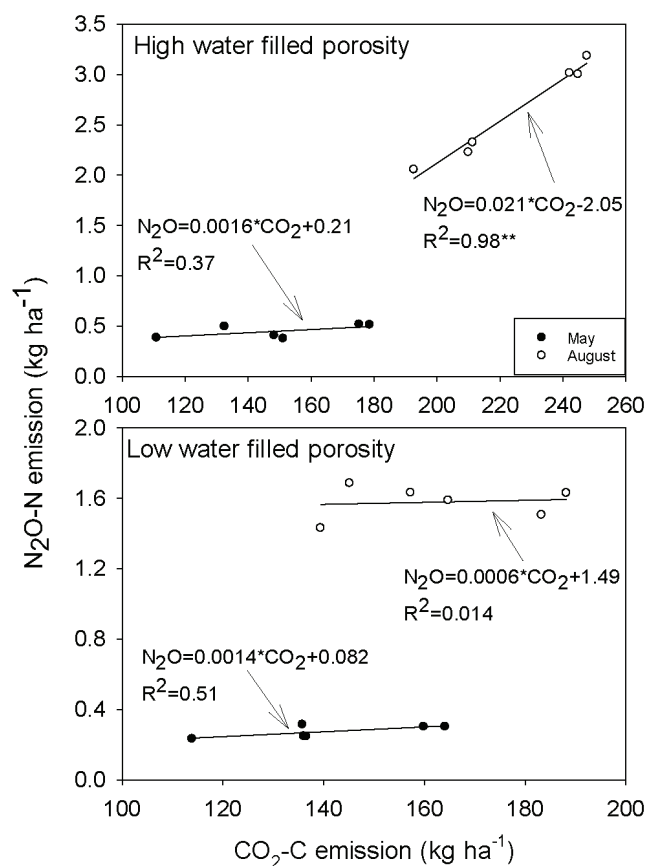 High water filled porosity
N₂O=0.021*CO₂-2.05
R²=0.98**
N₂O=0.0016*CO₂+0.21
R²=0.37
May
August
3.5
3.0
2.5
2.0
1.5
1.0
0.5
0.0
100 120 140 160 180 200 220 240 260
N₂O-N emission (kg ha⁻¹)
Low water filled porosity
N₂O=0.0006*CO₂+1.49
R²=0.014
N₂O=0.0014*CO₂+0.082
R²=0.51
2.0
1.6
1.2
0.8
0.4
0.0
100 120 140 160 180 200
CO₂-C emission (kg ha⁻¹)